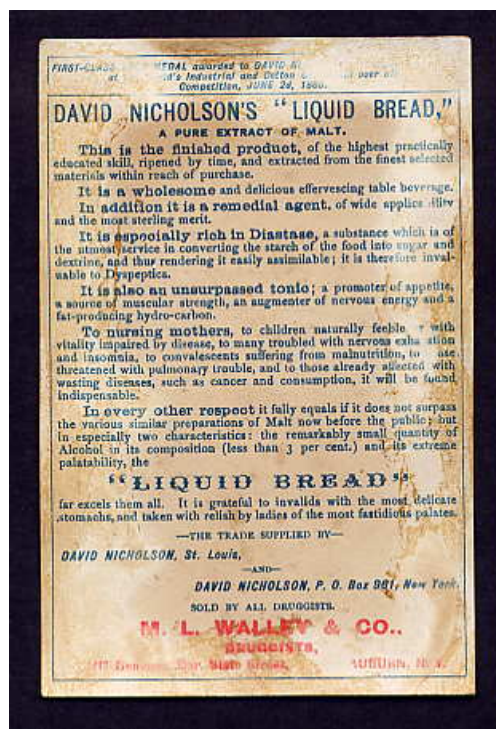 FIRST-CLASS MEDAL awarded to DAVID
at Industrial and Cotton over all
Competition, JUNE 2d,
DAVID NICHOLSON'S "LIQUID BREAD,"
A PURE EXTRACT OF MALT.
This is the finished product, of the highest practically
educated skill, ripened by time, and extracted from the finest selected
materials within reach of purchase.
It is a wholesome and delicious effervescing table beverage.
In addition it is a remedial agent, of wide applicability
and the most sterling merit.
It is especially rich in Diastase, a substance which is of
the utmost service in converting the starch of the food into sugar and
dextrine, and thus rendering it easily assimilable; it is therefore inval-
uable to Dyspeptics.
It is also an unsurpassed tonic; a promoter of appetite,
a source of muscular strength, an augmenter of nervous energy and a
fat-producing hydro-carbon.
To nursing mothers, to children naturally feeble with
vitality impaired by disease, to many troubled with nervous exhaustion
and insomnia, to convalescents suffering from malnutrition, to
threatened with pulmonary trouble, and to those already affected with
wasting diseases, such as cancer and consumption, it will be found
indispensable.
In every other respect it fully equals if it does not surpass
the various similar preparations of Malt now before the public; but
in especially two characteristics: the remarkably small quantity of
Alcohol in its composition (less than 3 per cent.) and its extreme
palatability, the
"LIQUID BREAD"
far excels them all. It is grateful to invalids with the most delicate
stomachs, and taken with relish by ladies of the most fastidious palates.
—THE TRADE SUPPLIED BY—
DAVID NICHOLSON, St. Louis,
—AND—
DAVID NICHOLSON, P. O. Box 981, New York.
SOLD BY ALL DRUGGISTS.
M. L. WALLEY & CO.,
DRUGGISTS,
Cor. State Street, AUBURN, N.Y.